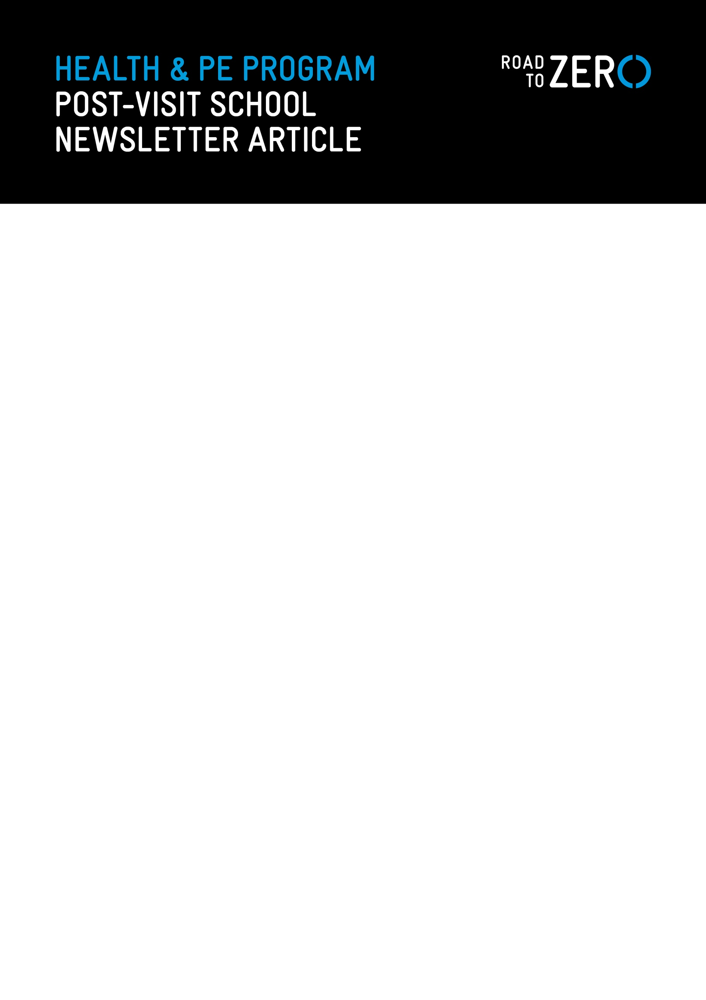 HEALTH & PE PROGRAM
POST-VISIT SCHOOL
NEWSLETTER ARTICLE
ROAD
TO ZERO